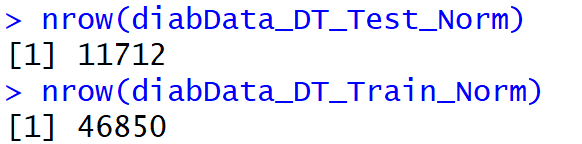 > nrow(diabData_DT_Test_Norm)
[1] 11712
> nrow(diabData_DT_Train_Norm)
[1] 46850